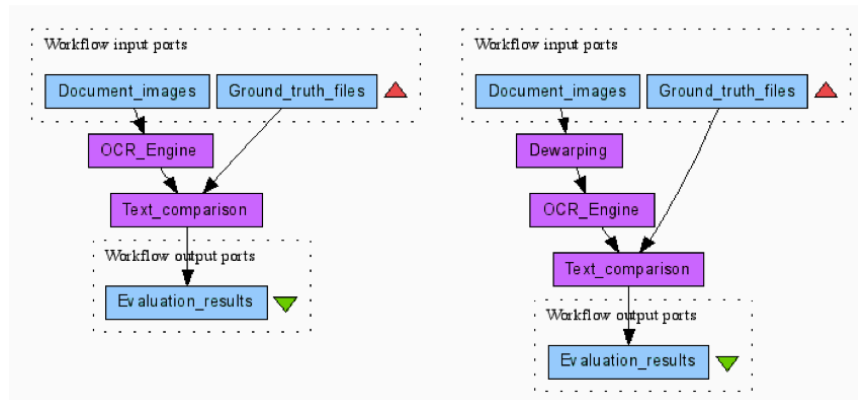 Workflow input ports
Document_images
Ground_truth_files
OCR_Engine
Text_comparison
Workflow output ports
Evaluation_results
Workflow input ports
Document_images
Ground_truth_files
Dewarping
OCR_Engine
Text_comparison
Workflow output ports
Evaluation_results